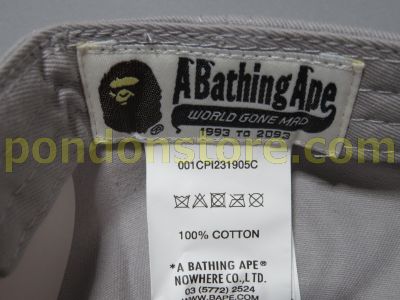 A Bathing Ape
®
WORLD GONE MAD
1993 TO 2093
pondonstore.com
001CPI231905C
100% COTTON
*A BATHING APE®
NOWHERE CO.,LTD.
03 (5772) 2524
WWW.BAPE.COM